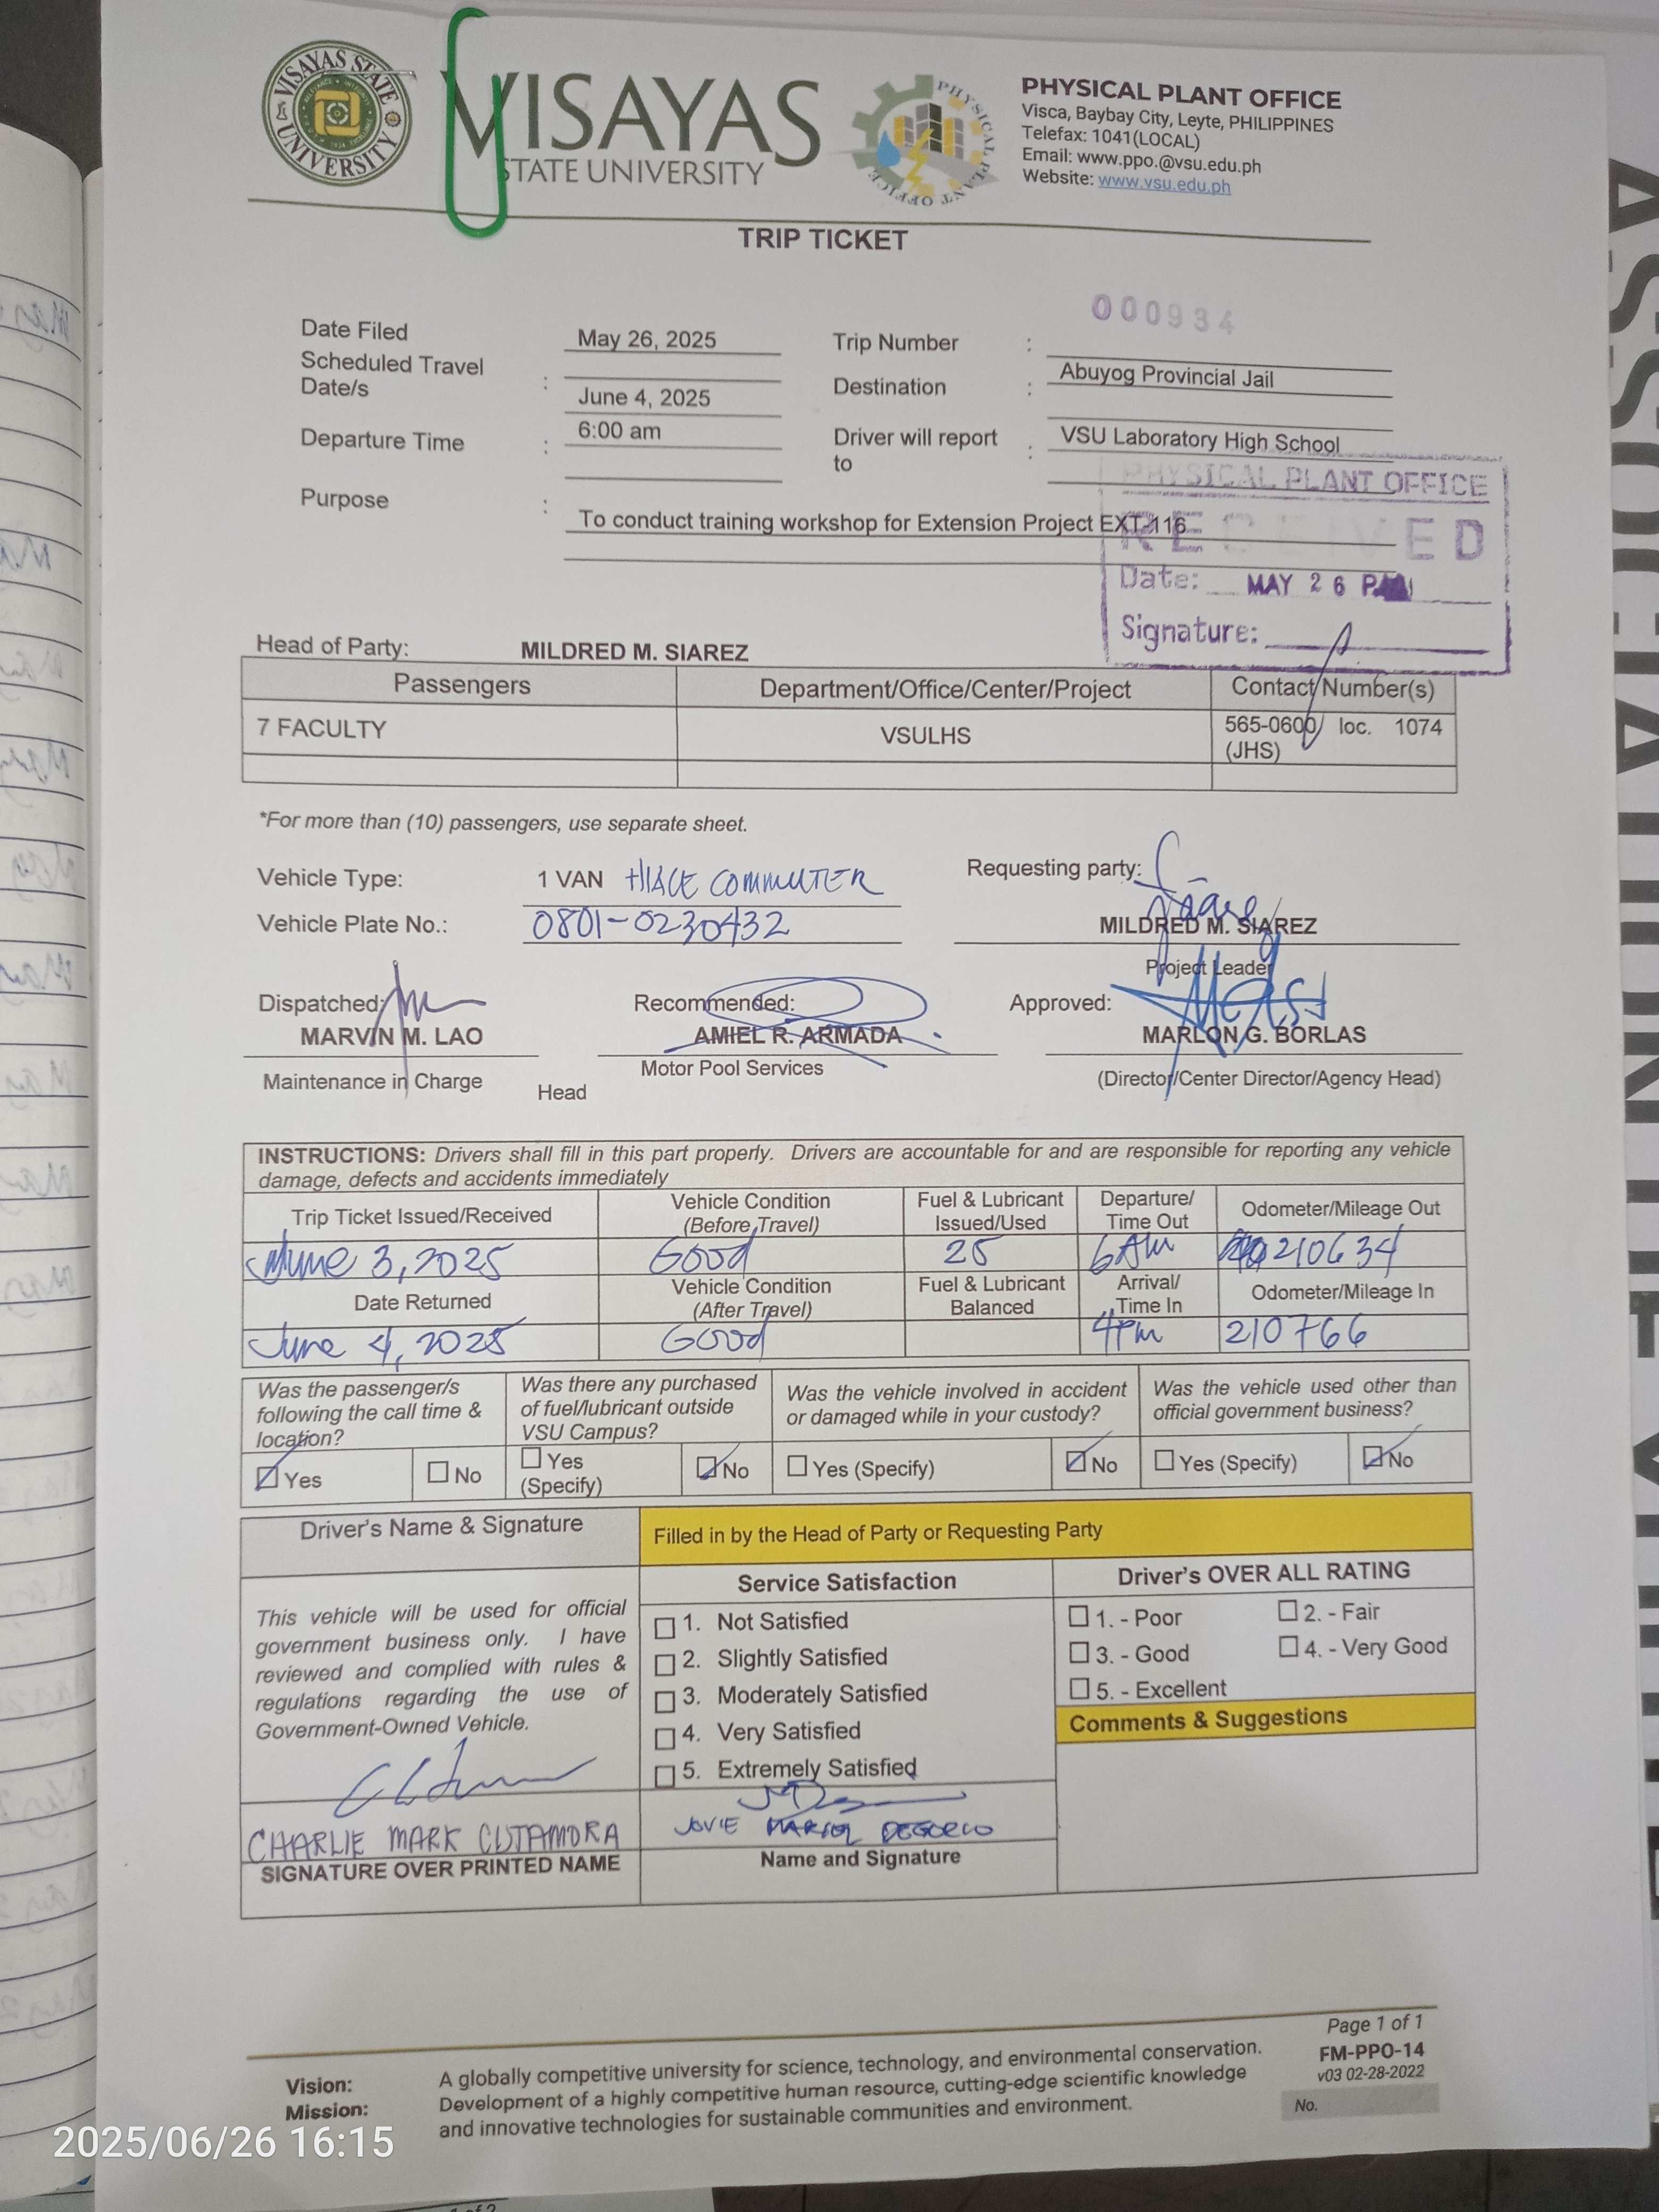 VISAYAS STATE UNIVERSITY
VISAYAS
STATE UNIVERSITY
PHYSICAL PLANT OFFICE
PHYSICAL PLANT OFFICE
Visca, Baybay City, Leyte, PHILIPPINES
Telefax: 1041(LOCAL)
Email: www.ppo.@vsu.edu.ph
Website: www.vsu.edu.ph
TRIP TICKET
000934
Date Filed May 26, 2025 Trip Number :
Scheduled Travel Date/s : June 4, 2025 Destination : Abuyog Provincial Jail
Departure Time : 6:00 am Driver will report to : VSU Laboratory High School
Purpose : To conduct training workshop for Extension Project EXT-116
PHYSICAL PLANT OFFICE
RECEIVED
Date: MAY 26
Signature:
Head of Party: MILDRED M. SIAREZ
Passengers Department/Office/Center/Project Contact Number(s)
7 FACULTY VSULHS 565-0600/ loc. 1074
(JHS)
*For more than (10) passengers, use separate sheet.
Vehicle Type: 1 VAN HIACE COMMUTER Requesting party:
Vehicle Plate No.: 0801-0230432 MILDRED M. SIAREZ
Project Leader
Dispatched: Recommended: Approved:
MARVIN M. LAO AMIEL R. ARMADA MARLON G. BORLAS
Maintenance in Charge Head Motor Pool Services (Director/Center Director/Agency Head)
INSTRUCTIONS: Drivers shall fill in this part properly. Drivers are accountable for and are responsible for reporting any vehicle
damage, defects and accidents immediately
Trip Ticket Issued/Received Vehicle Condition (Before Travel) Fuel & Lubricant Issued/Used Departure/ Time Out Odometer/Mileage Out
June 3, 2025 Good 25 6Am 210634
Date Returned Vehicle Condition (After Travel) Fuel & Lubricant Balanced Arrival/ Time In Odometer/Mileage In
June 4, 2025 Good 4pm 210766
Was the passenger/s following the call time & location? Was there any purchased of fuel/lubricant outside VSU Campus? Was the vehicle involved in accident or damaged while in your custody? Was the vehicle used other than official government business?
Yes No Yes (Specify) No Yes (Specify) No Yes (Specify) No
Driver's Name & Signature Filled in by the Head of Party or Requesting Party
This vehicle will be used for official
government business only. I have
reviewed and complied with rules &
regulations regarding the use of
Government-Owned Vehicle.
CHARLIE MARK CUTAMORA
SIGNATURE OVER PRINTED NAME
Service Satisfaction
1. Not Satisfied
2. Slightly Satisfied
3. Moderately Satisfied
4. Very Satisfied
5. Extremely Satisfied
JOVIE DEGORIO
Name and Signature
Driver's OVER ALL RATING
1. - Poor 2. - Fair
3. - Good 4. - Very Good
5. - Excellent
Comments & Suggestions
Page 1 of 1
FM-PPO-14
v03 02-28-2022
No.
Vision: A globally competitive university for science, technology, and environmental conservation.
Mission: Development of a highly competitive human resource, cutting-edge scientific knowledge
and innovative technologies for sustainable communities and environment.
2025/06/26 16:15